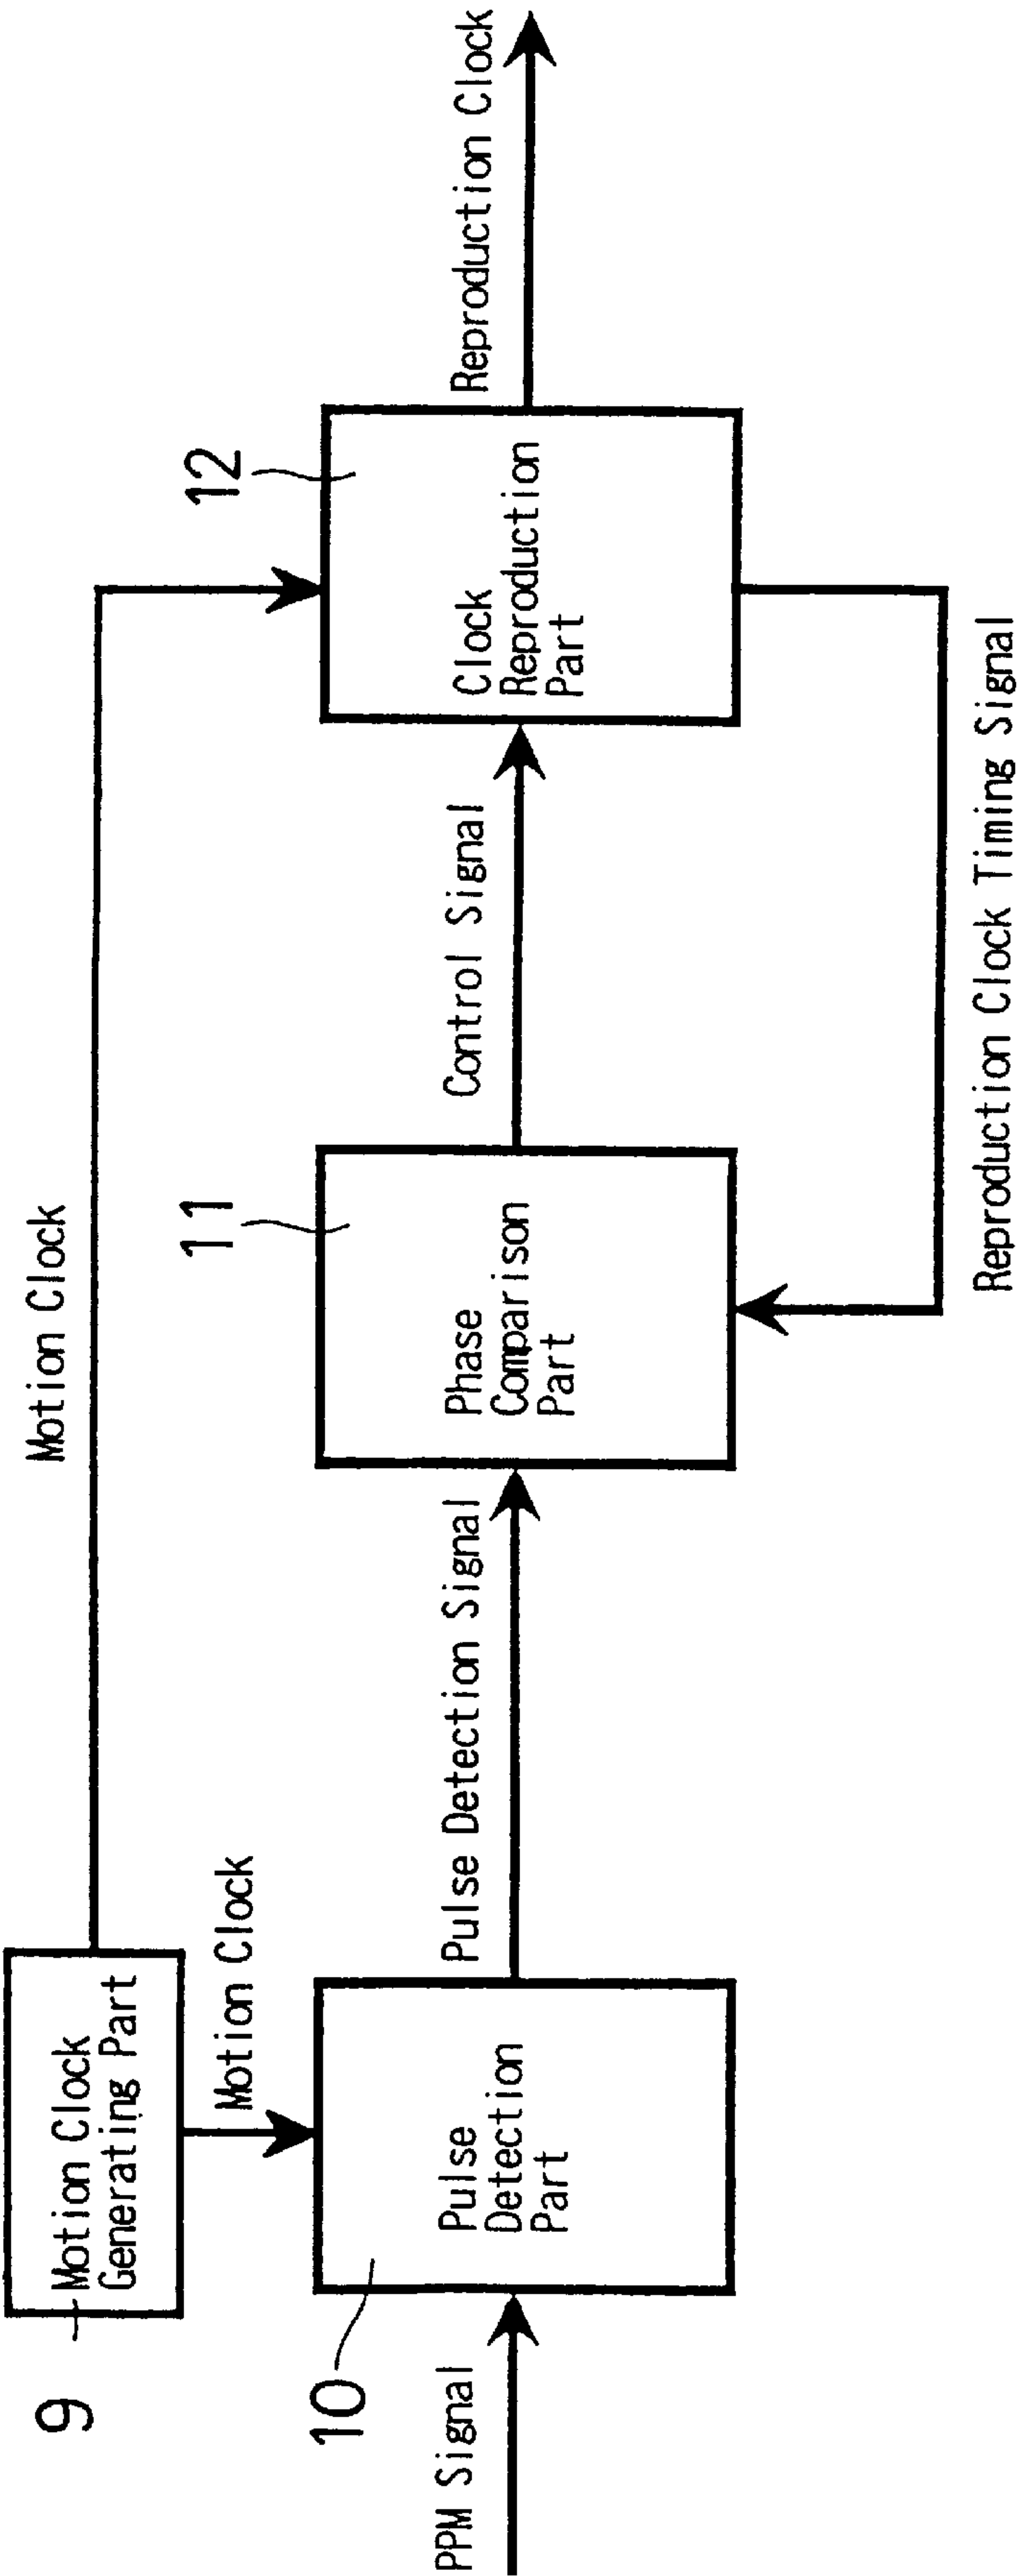 9
Motion Clock
Generating Part
Motion Clock
Motion Clock
PPM Signal
10
Pulse
Detection
Part
Pulse Detection Signal
11
Phase
Comparison
Part
Control Signal
12
Clock
Reproduction
Part
Reproduction Clock
Reproduction Clock Timing Signal